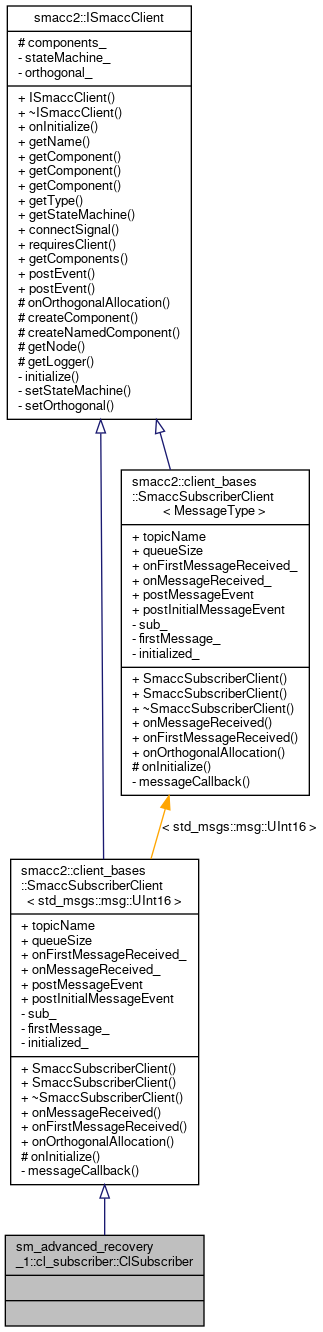 smacc2::ISmaccClient
# components_
- stateMachine_
- orthogonal_
+ ISmaccClient()
+ ~ISmaccClient()
+ onInitialize()
+ getName()
+ getComponent()
+ getComponent()
+ getComponent()
+ getType()
+ getStateMachine()
+ connectSignal()
+ requiresClient()
+ getComponents()
+ postEvent()
+ postEvent()
# onOrthogonalAllocation()
# createComponent()
# createNamedComponent()
# getNode()
# getLogger()
- initialize()
- setStateMachine()
- setOrthogonal()
smacc2::client_bases
::SmaccSubscriberClient
< MessageType >
+ topicName
+ queueSize
+ onFirstMessageReceived_
+ onMessageReceived_
+ postMessageEvent
+ postInitialMessageEvent
- sub_
- firstMessage_
- initialized_
+ SmaccSubscriberClient()
+ SmaccSubscriberClient()
+ ~SmaccSubscriberClient()
+ onMessageReceived()
+ onFirstMessageReceived()
+ onOrthogonalAllocation()
# onInitialize()
- messageCallback()
< std_msgs::msg::UInt16 >
smacc2::client_bases
::SmaccSubscriberClient
< std_msgs::msg::UInt16 >
+ topicName
+ queueSize
+ onFirstMessageReceived_
+ onMessageReceived_
+ postMessageEvent
+ postInitialMessageEvent
- sub_
- firstMessage_
- initialized_
+ SmaccSubscriberClient()
+ SmaccSubscriberClient()
+ ~SmaccSubscriberClient()
+ onMessageReceived()
+ onFirstMessageReceived()
+ onOrthogonalAllocation()
# onInitialize()
- messageCallback()
sm_advanced_recovery
_1::cl_subscriber::ClSubscriber